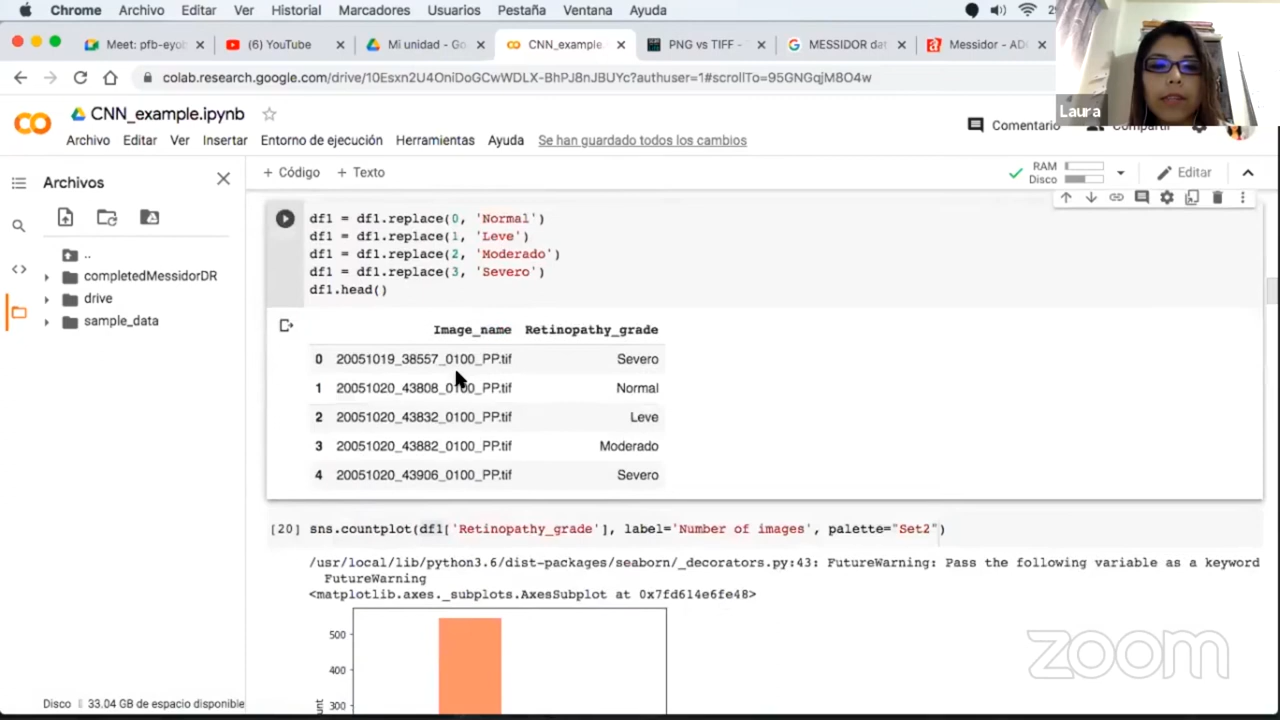 Chrome Archivo Editar Ver Historial Marcadores Usuarios Pestaña Ventana Ayuda
Meet: pfb-eyo (6) YouTube Mi unidad - Go CNN_example. PNG vs TIFF - MESSIDOR dat Messidor - AD
colab.research.google.com/drive/10Esxn2U4OniDoGCwWDLX-BhPJ8nJBUYc?authuser=1#scrollTo=95GNGqjM8O4w
CNN_example.ipynb
Laura
Archivo Editar Ver Insertar Entorno de ejecución Herramientas Ayuda Se han guardado todos los cambios
Comentario Compartir
Archivos
+ Código + Texto
RAM
Disco
Editar
..
completedMessidorDR
drive
sample_data
df1 = df1.replace(0, 'Normal')
df1 = df1.replace(1, 'Leve')
df1 = df1.replace(2, 'Moderado')
df1 = df1.replace(3, 'Severo')
df1.head()
Image_name Retinopathy_grade
0 20051019_38557_0100_PP.tif Severo
1 20051020_43808_0100_PP.tif Normal
2 20051020_43832_0100_PP.tif Leve
3 20051020_43882_0100_PP.tif Moderado
4 20051020_43906_0100_PP.tif Severo
[20] sns.countplot(df1['Retinopathy_grade'], label='Number of images', palette="Set2")
/usr/local/lib/python3.6/dist-packages/seaborn/_decorators.py:43: FutureWarning: Pass the following variable as a keyword
FutureWarning
<matplotlib.axes._subplots.AxesSubplot at 0x7fd614e6fe48>
500
400
300
zoom
Disco 33.04 GB de espacio disponible